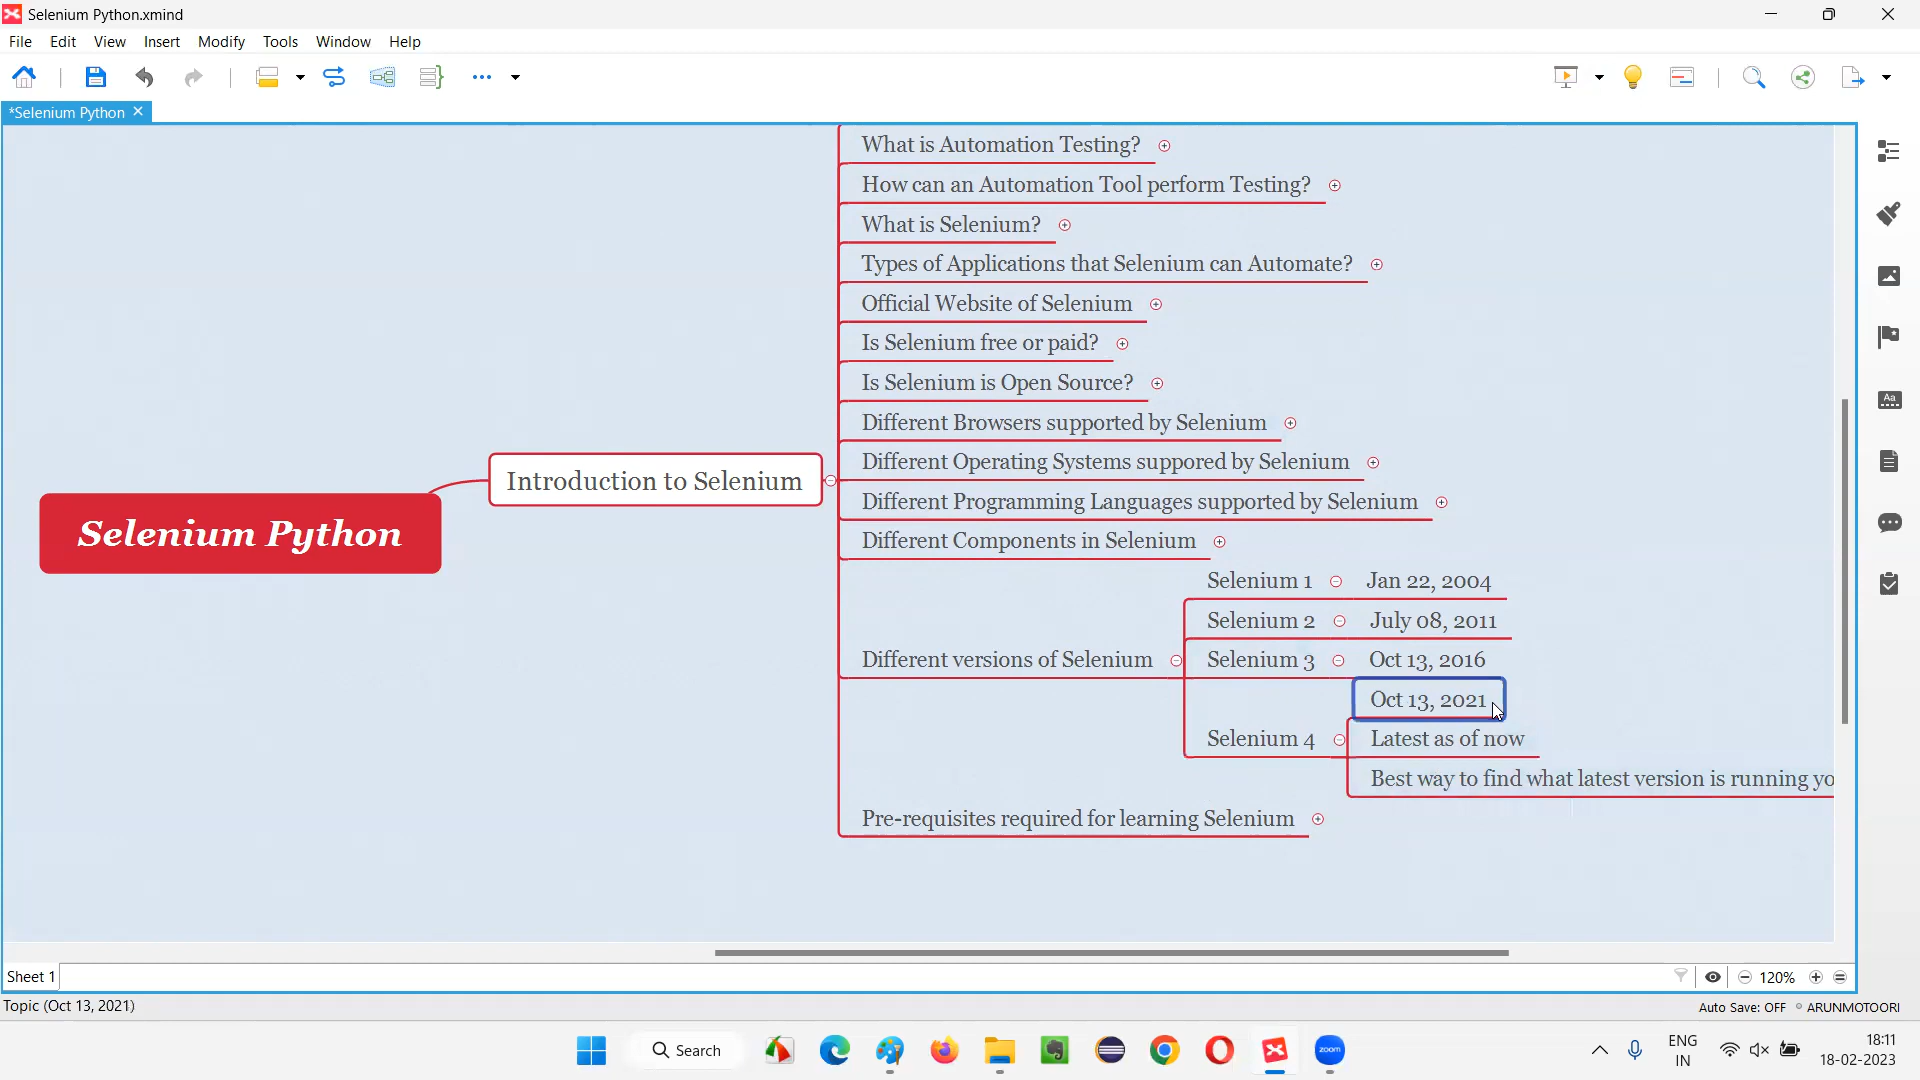 Selenium Python.xmind
File Edit View Insert Modify Tools Window Help
*Selenium Python
What is Automation Testing?
How can an Automation Tool perform Testing?
What is Selenium?
Types of Applications that Selenium can Automate?
Official Website of Selenium
Is Selenium free or paid?
Is Selenium is Open Source?
Different Browsers supported by Selenium
Different Operating Systems suppored by Selenium
Introduction to Selenium
Different Programming Languages supported by Selenium
Selenium Python
Different Components in Selenium
Selenium 1 Jan 22, 2004
Selenium 2 July 08, 2011
Different versions of Selenium Selenium 3 Oct 13, 2016
Oct 13, 2021
Selenium 4 Latest as of now
Best way to find what latest version is running yo
Pre-requisites required for learning Selenium
Sheet 1
120%
Topic (Oct 13, 2021)
Auto Save: OFF ARUNMOTOORI
Search
zoom
ENG
IN
18:11
18-02-2023